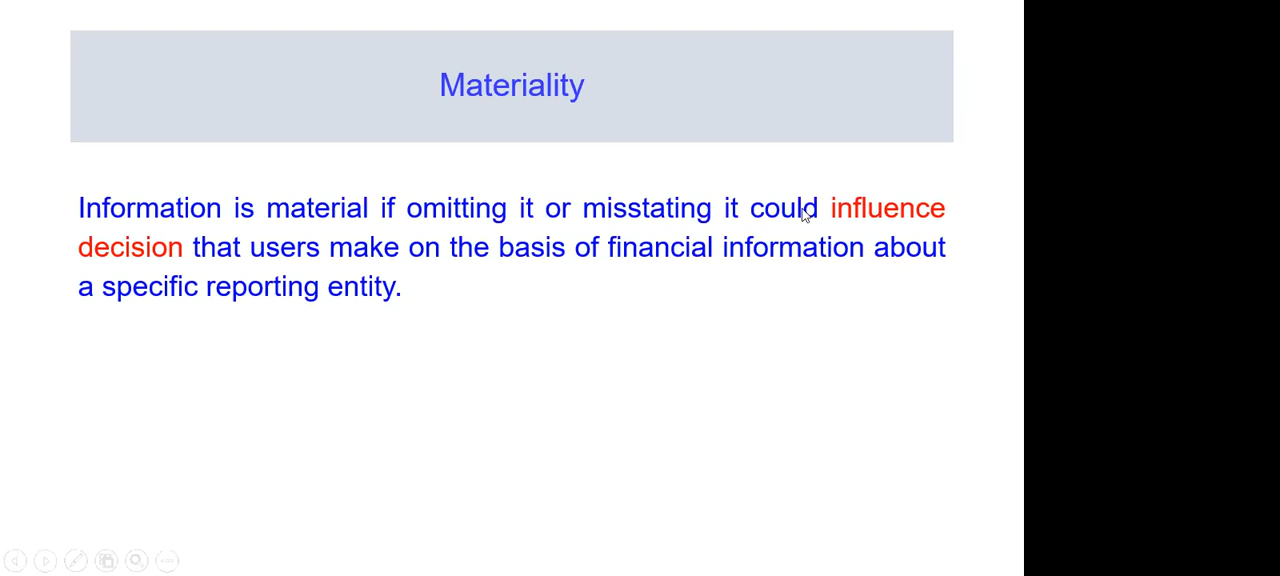 Materiality
Information is material if omitting it or misstating it could influence
decision that users make on the basis of financial information about
a specific reporting entity.